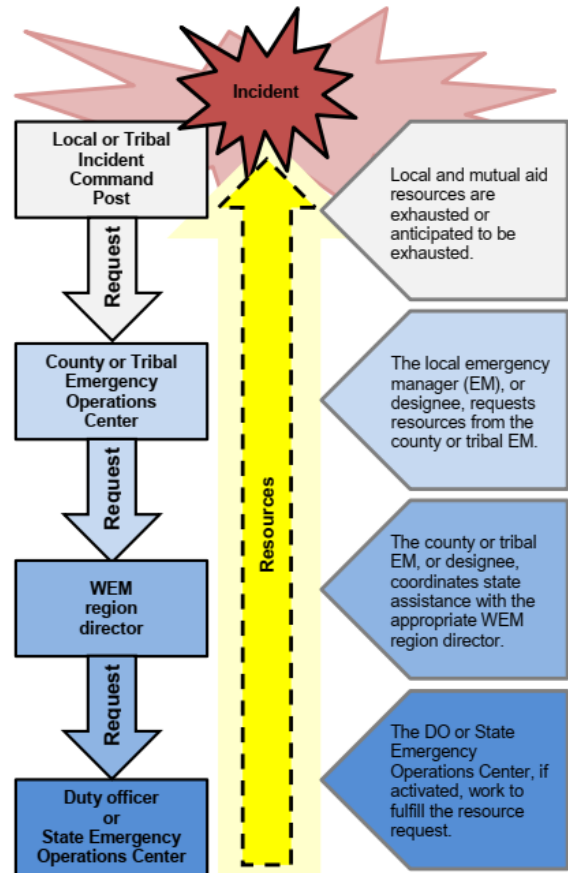 Incident
Local or Tribal
Incident
Command
Post
Local and mutual aid
resources are
exhausted or
anticipated to be
exhausted.
Request
County or Tribal
Emergency
Operations
Center
The local emergency
manager (EM), or
designee, requests
resources from the
county or tribal EM.
Request
Resources
WEM
region
director
The county or tribal
EM, or designee,
coordinates state
assistance with the
appropriate WEM
region director.
Request
Duty officer
or
State Emergency
Operations Center
The DO or State
Emergency
Operations Center, if
activated, work to
fulfill the resource
request.